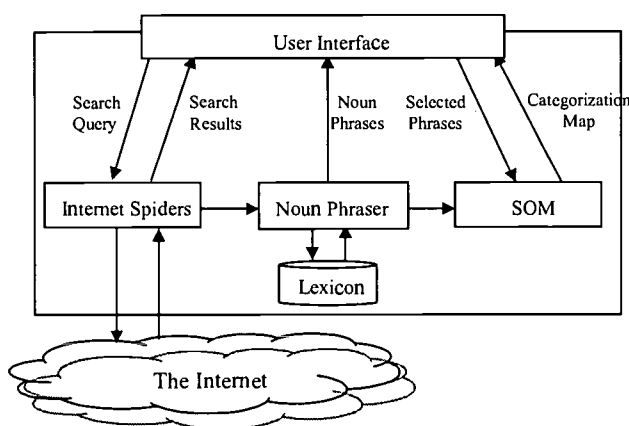 User Interface
Search
Query
Search
Results
Noun
Phrases
Selected
Phrases
Categorization
Map
Internet Spiders
Noun Phraser
SOM
Lexicon
The Internet